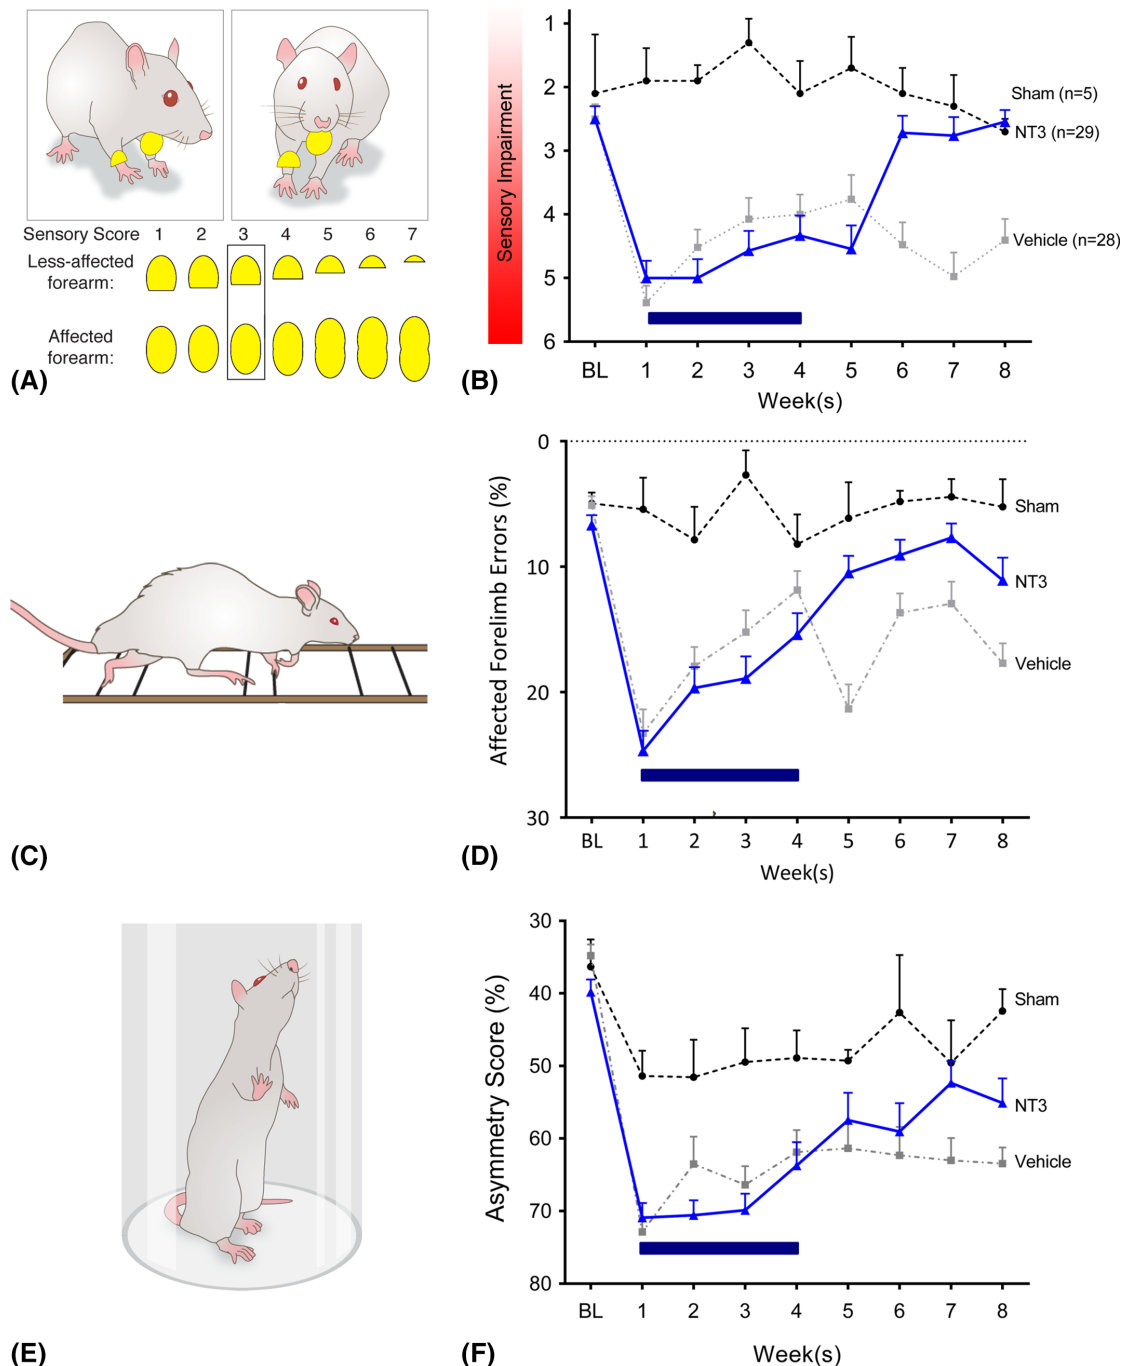 Sensory Score 1 2 3 4 5 6 7
Less-affected
forearm:
Affected
forearm:
(A)
Sensory Impairment
1
2
3
4
5
6
BL 1 2 3 4 5 6 7 8
Week(s)
Sham (n=5)
NT3 (n=29)
Vehicle (n=28)
(B)
(C)
Affected Forelimb Errors (%)
0
10
20
30
BL 1 2 3 4 5 6 7 8
Week(s)
Sham
NT3
Vehicle
(D)
(E)
Asymmetry Score (%)
30
40
50
60
70
80
BL 1 2 3 4 5 6 7 8
Week(s)
Sham
NT3
Vehicle
(F)